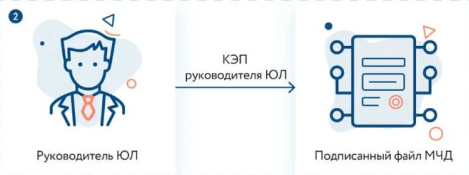 2
КЭП
руководителя ЮЛ
Руководитель ЮЛ
Подписанный файл МЧД